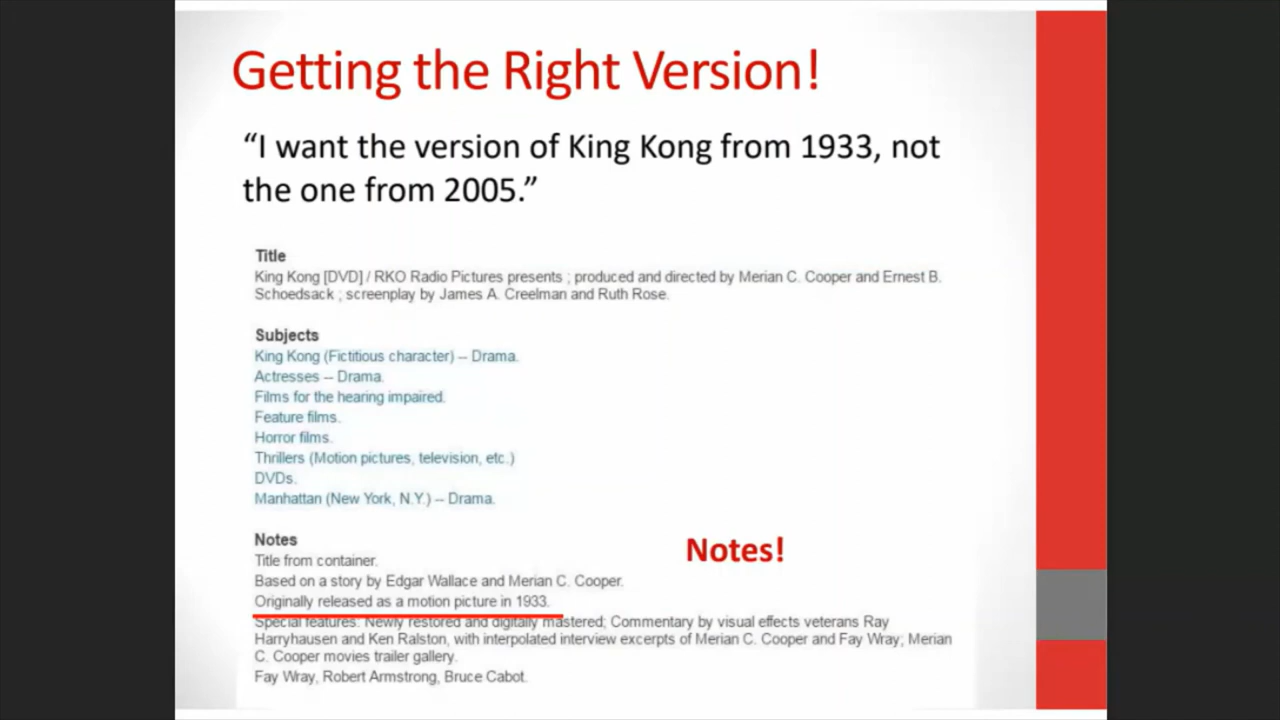 Getting the Right Version!
“I want the version of King Kong from 1933, not
the one from 2005.”
Title
King Kong [DVD] / RKO Radio Pictures presents ; produced and directed by Merian C. Cooper and Ernest B.
Schoedsack ; screenplay by James A. Creelman and Ruth Rose.
Subjects
King Kong (Fictitious character) -- Drama.
Actresses -- Drama.
Films for the hearing impaired.
Feature films.
Horror films.
Thrillers (Motion pictures, television, etc.)
DVDs.
Manhattan (New York, N.Y.) -- Drama.
Notes
Notes!
Title from container.
Based on a story by Edgar Wallace and Merian C. Cooper.
Originally released as a motion picture in 1933.
Special features: Newly restored and digitally mastered; Commentary by visual effects veterans Ray
Harryhausen and Ken Ralston, with interpolated interview excerpts of Merian C. Cooper and Fay Wray; Merian
C. Cooper movies trailer gallery.
Fay Wray, Robert Armstrong, Bruce Cabot.